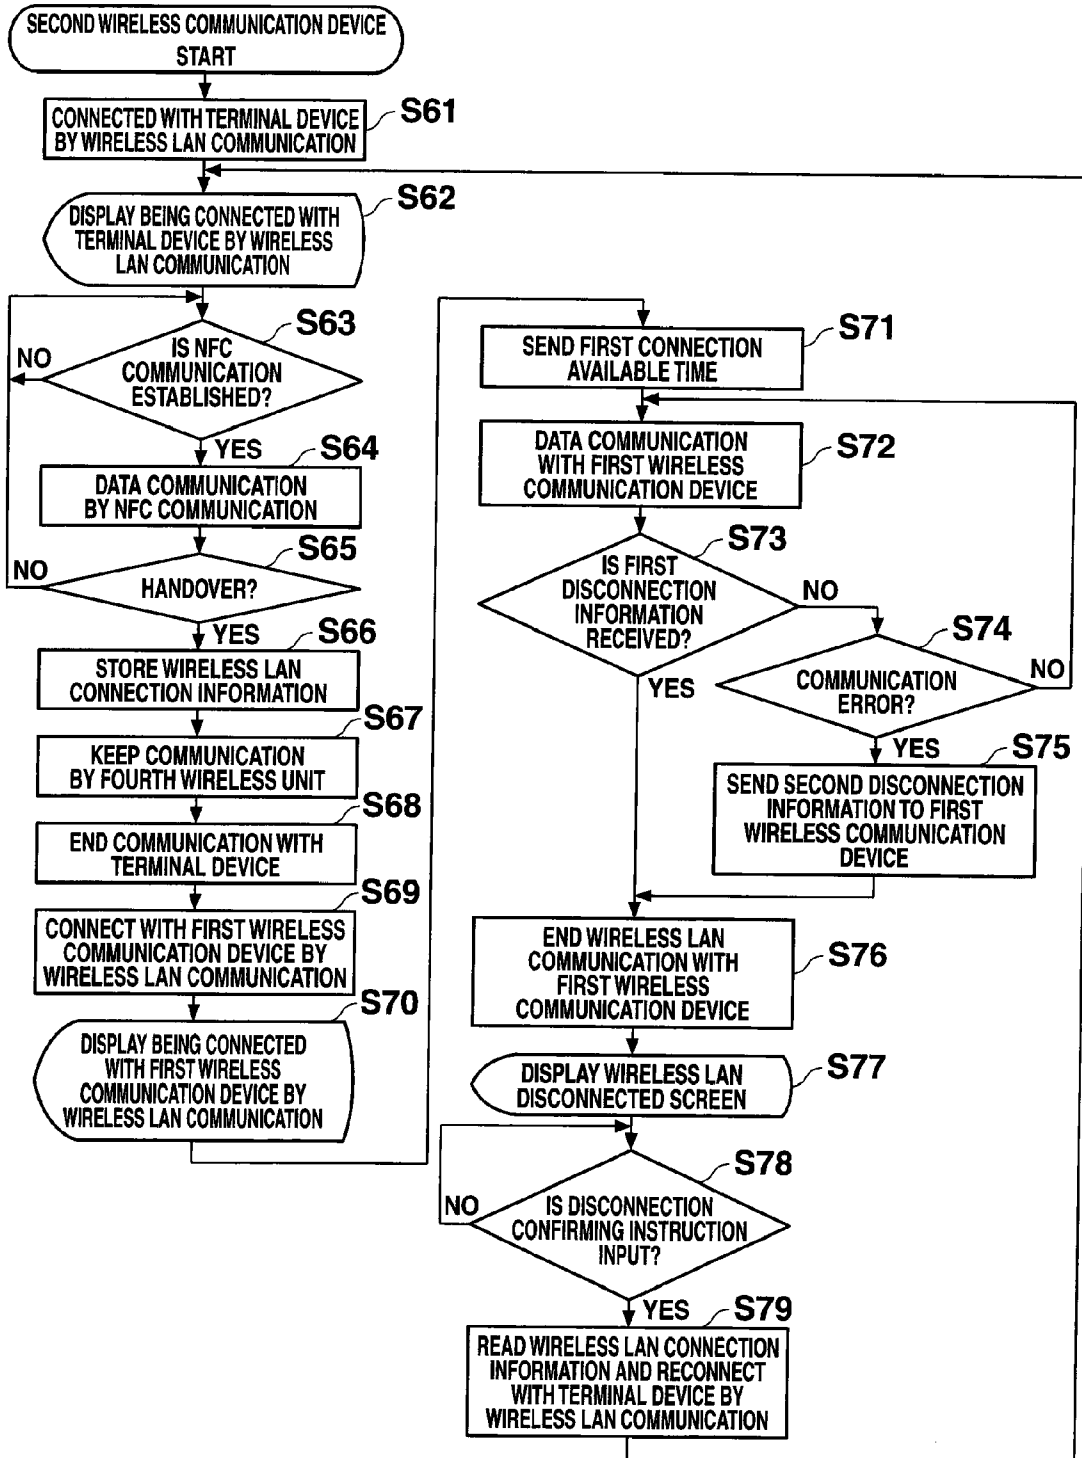 SECOND WIRELESS COMMUNICATION DEVICE
START
S61
CONNECTED WITH TERMINAL DEVICE
BY WIRELESS LAN COMMUNICATION
S62
DISPLAY BEING CONNECTED WITH
TERMINAL DEVICE BY WIRELESS
LAN COMMUNICATION
S63
NO
IS NFC
COMMUNICATION
ESTABLISHED?
YES
S64
DATA COMMUNICATION
BY NFC COMMUNICATION
S65
NO
HANDOVER?
YES
S66
STORE WIRELESS LAN
CONNECTION INFORMATION
S67
KEEP COMMUNICATION
BY FOURTH WIRELESS UNIT
S68
END COMMUNICATION WITH
TERMINAL DEVICE
S69
CONNECT WITH FIRST WIRELESS
COMMUNICATION DEVICE BY
WIRELESS LAN COMMUNICATION
S70
DISPLAY BEING CONNECTED
WITH FIRST WIRELESS
COMMUNICATION DEVICE BY
WIRELESS LAN COMMUNICATION
S71
SEND FIRST CONNECTION
AVAILABLE TIME
S72
DATA COMMUNICATION
WITH FIRST WIRELESS
COMMUNICATION DEVICE
S73
IS FIRST
DISCONNECTION
INFORMATION
RECEIVED?
NO
YES
S74
COMMUNICATION
ERROR?
NO
YES
S75
SEND SECOND DISCONNECTION
INFORMATION TO FIRST
WIRELESS COMMUNICATION
DEVICE
S76
END WIRELESS LAN
COMMUNICATION WITH
FIRST WIRELESS
COMMUNICATION DEVICE
S77
DISPLAY WIRELESS LAN
DISCONNECTED SCREEN
S78
NO
IS DISCONNECTION
CONFIRMING INSTRUCTION
INPUT?
YES
S79
READ WIRELESS LAN CONNECTION
INFORMATION AND RECONNECT
WITH TERMINAL DEVICE BY
WIRELESS LAN COMMUNICATION